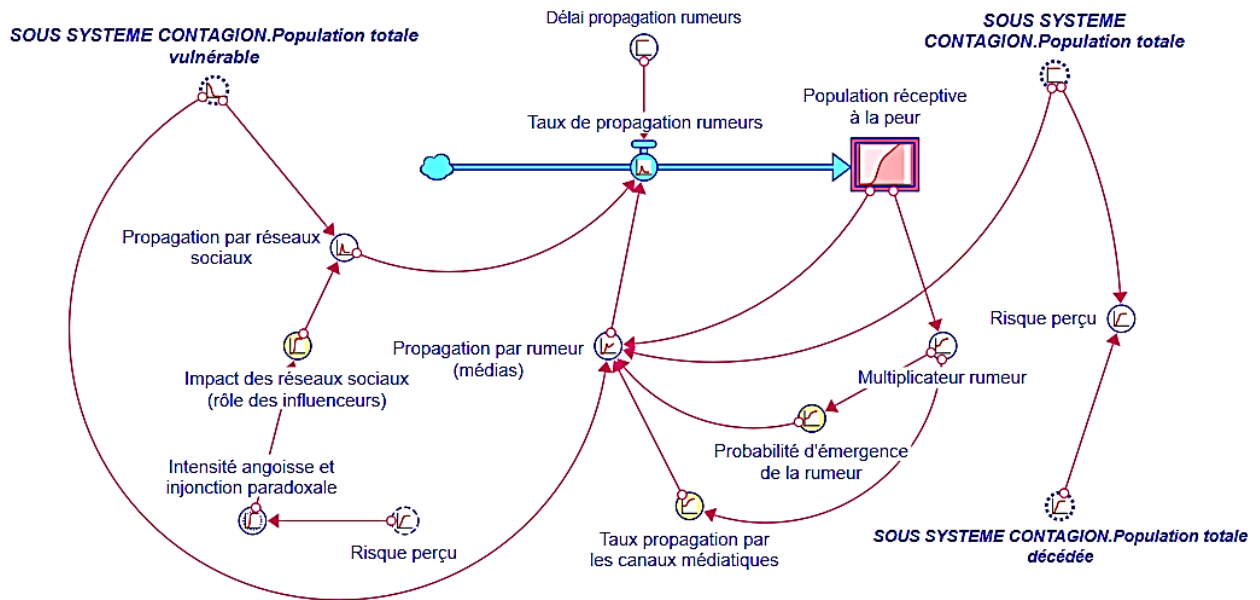 Délai propagation rumeurs
SOUS SYSTEME CONTAGION.Population totale
vulnérable
SOUS SYSTEME
CONTAGION.Population totale
Population réceptive
à la peur
Taux de propagation rumeurs
Propagation par réseaux
sociaux
Risque perçu
Propagation par rumeur
(médias)
Impact des réseaux sociaux
(rôle des influenceurs)
Multiplicateur rumeur
Probabilité d'émergence
de la rumeur
Intensité angoisse et
injonction paradoxale
Risque perçu
Taux propagation par
les canaux médiatiques
SOUS SYSTEME CONTAGION.Population totale
décédée